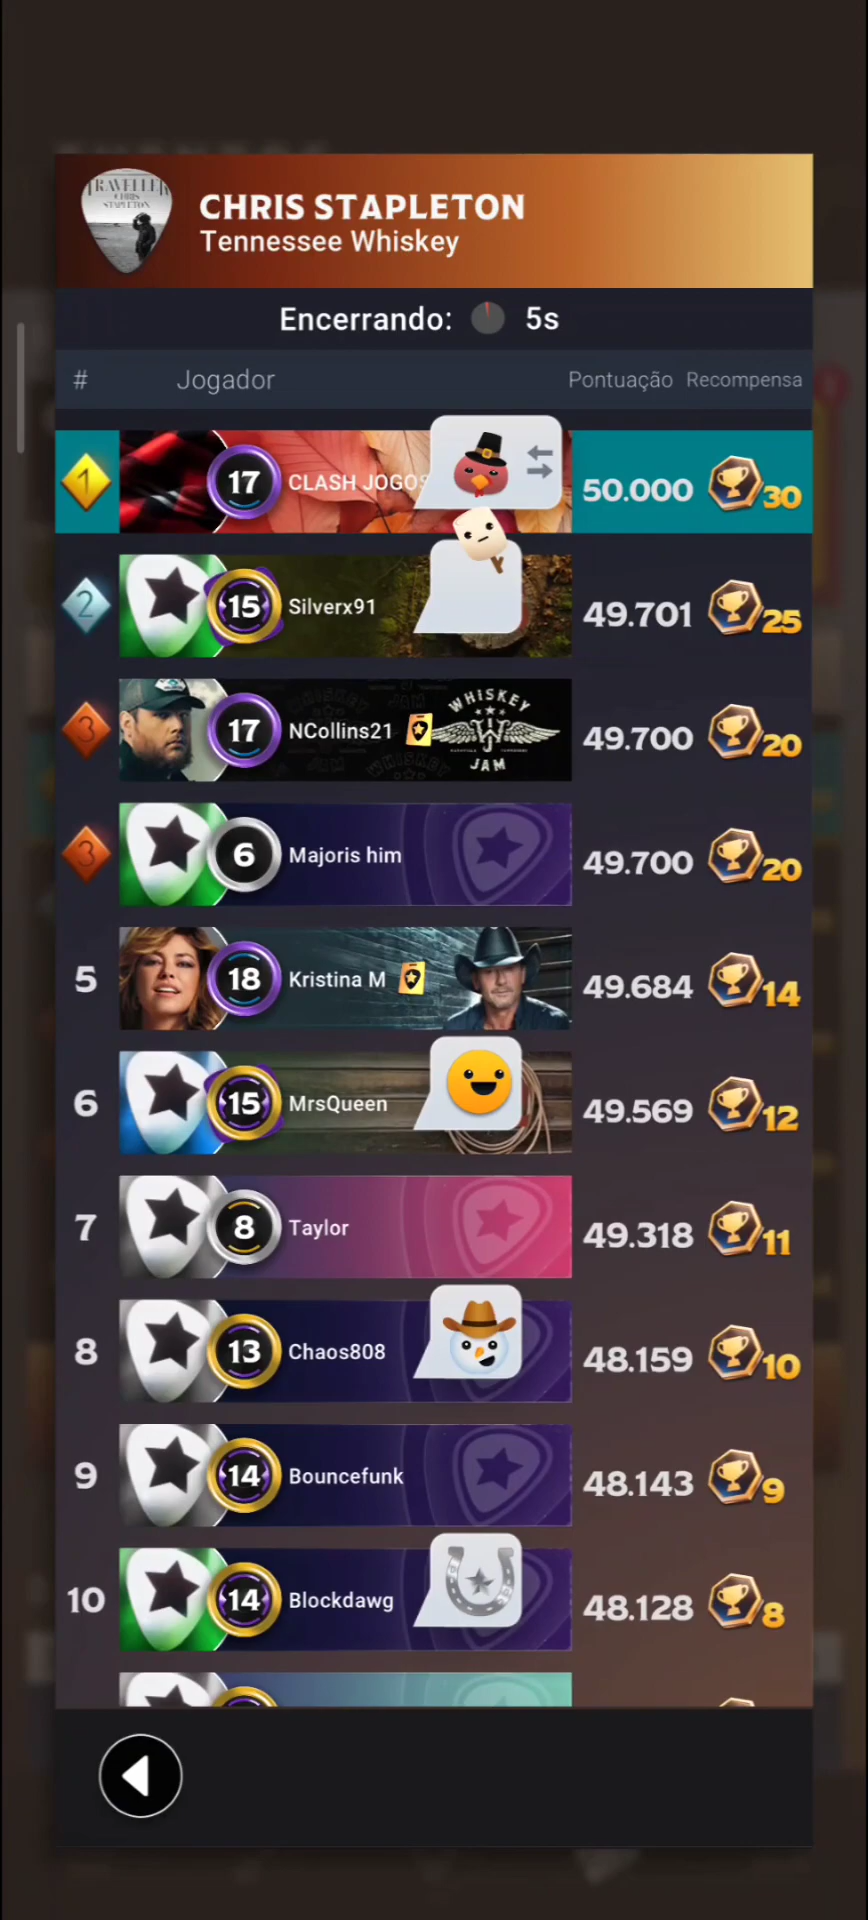 TRAVELLER
CHRIS
STAPLETON
CHRIS STAPLETON
Tennessee Whiskey
Encerrando: 5s
# Jogador Pontuação Recompensa
1 17 CLASH JOGOS 50.000 30
2 15 Silverx91 49.701 25
3 17 NCollins21 WHISKEY JAM 49.700 20
3 6 Majoris him 49.700 20
5 18 Kristina M 49.684 14
6 15 MrsQueen 49.569 12
7 8 Taylor 49.318 11
8 13 Chaos808 48.159 10
9 14 Bouncefunk 48.143 9
10 14 Blockdawg 48.128 8